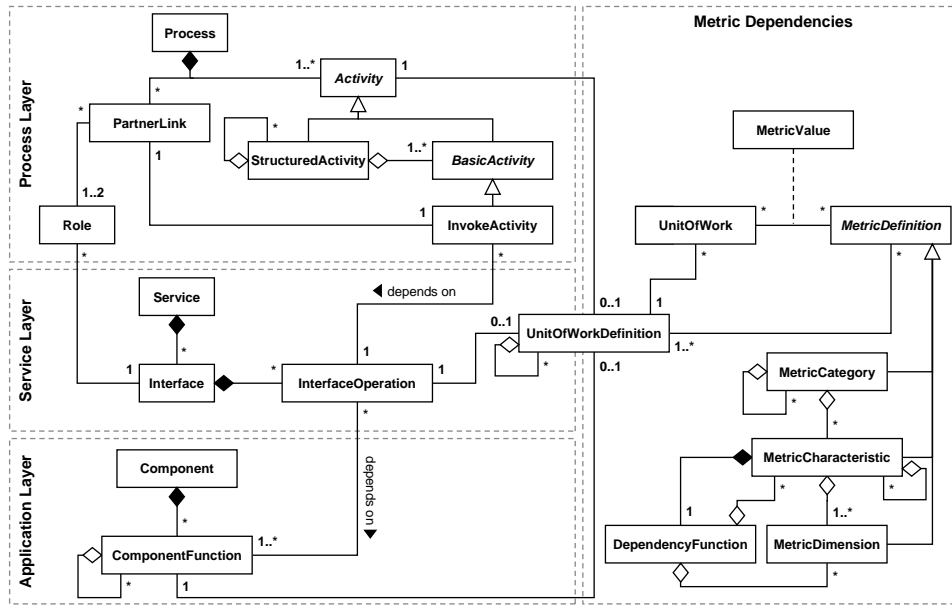 Metric Dependencies
Process Layer
Process
1..*
Activity
1
*
*
PartnerLink
*
StructuredActivity
1..*
BasicActivity
MetricValue
1
1..2
1
Role
InvokeActivity
UnitOfWork
*
*
MetricDefinition
*
*
*
*
Service Layer
Service
depends on
0..1
1
*
1
0..1
UnitOfWorkDefinition
1..*
1
Interface
*
InterfaceOperation
1
*
0..1
*
MetricCategory
*
*
Application Layer
Component
depends on
MetricCharacteristic
*
*
*
1
1..*
1..*
ComponentFunction
DependencyFunction
MetricDimension
*
1
*